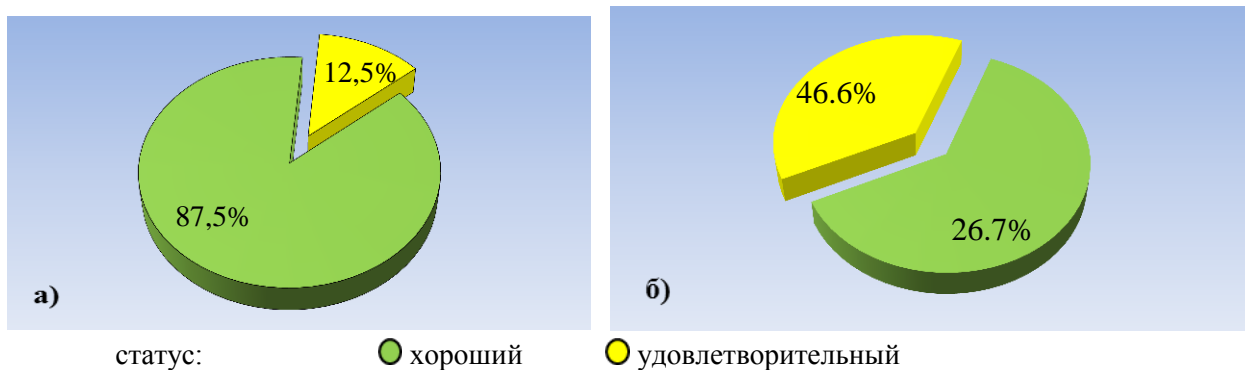 12,5%
87,5%
а)
46.6%
26.7%
б)
статус: хороший удовлетворительный